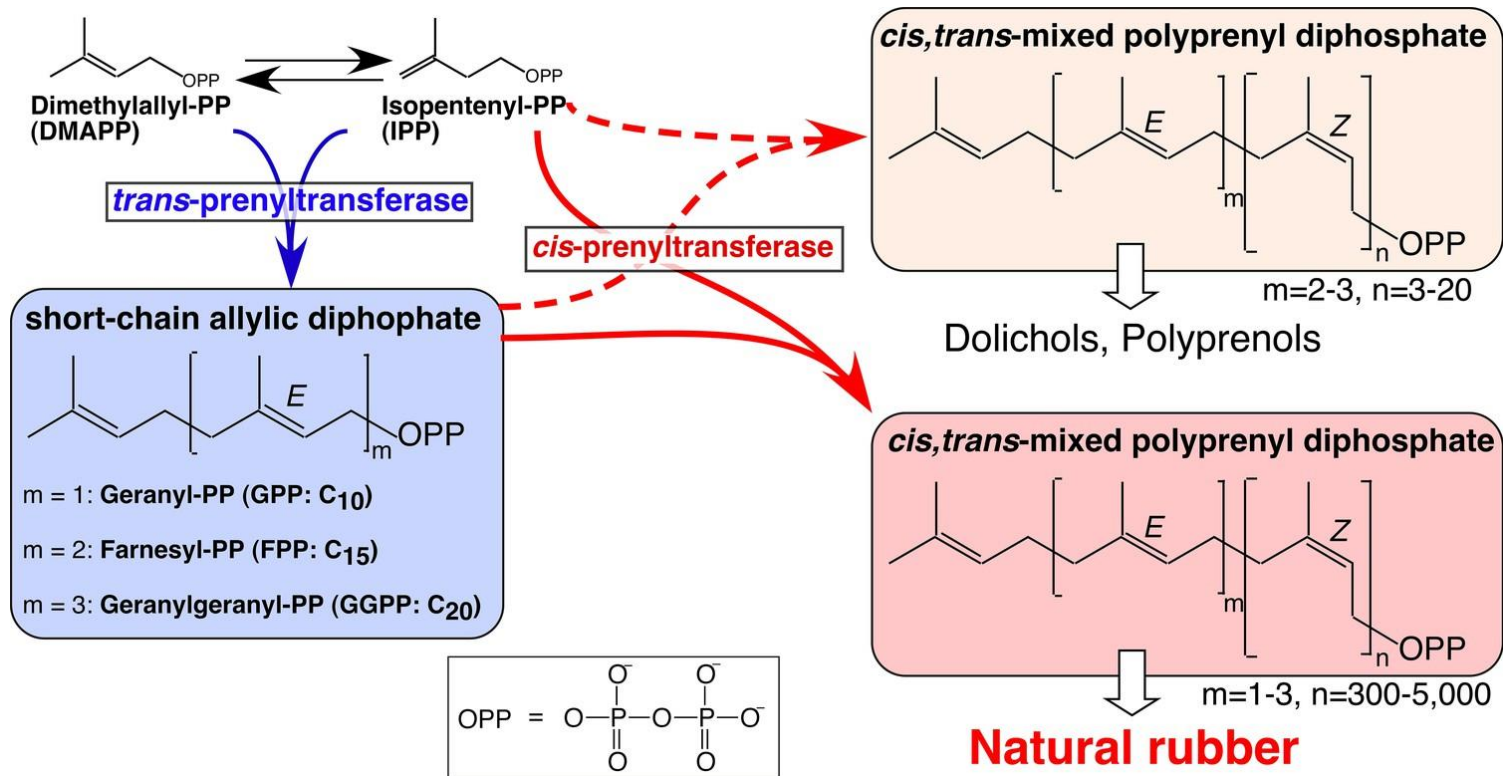 OPP
Dimethylallyl-PP
(DMAPP)
OPP
Isopentenyl-PP
(IPP)
trans-prenyltransferase
cis-prenyltransferase
short-chain allylic diphophate
E
m
OPP
m = 1: Geranyl-PP (GPP: C10)
m = 2: Farnesyl-PP (FPP: C15)
m = 3: Geranylgeranyl-PP (GGPP: C20)
cis,trans-mixed polyprenyl diphosphate
E
Z
m
n
OPP
m=2-3, n=3-20
Dolichols, Polyprenols
cis,trans-mixed polyprenyl diphosphate
E
Z
m
n
OPP
m=1-3, n=300-5,000
Natural rubber
O⁻ O⁻
OPP = O–P–O–P–O⁻
O O